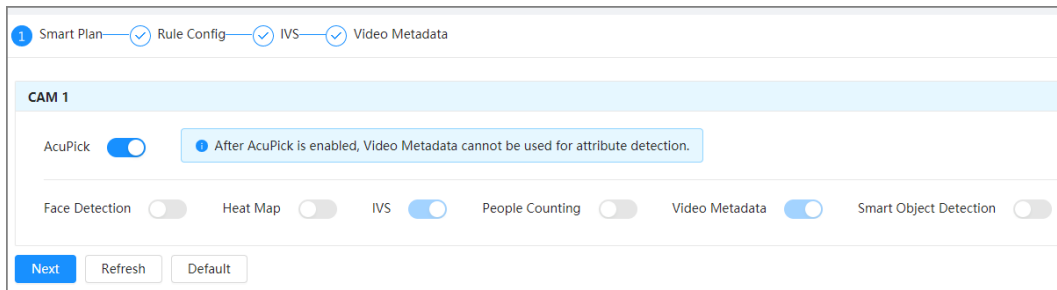 1 Smart Plan Rule Config IVS Video Metadata
CAM 1
AcuPick After AcuPick is enabled, Video Metadata cannot be used for attribute detection.
Face Detection Heat Map IVS People Counting Video Metadata Smart Object Detection
Next Refresh Default